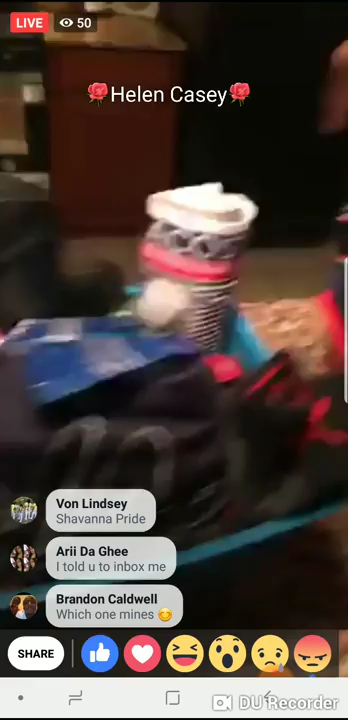 LIVE 50
🌹Helen Casey🌹
Von Lindsey
Shavanna Pride
Arii Da Ghee
I told u to inbox me
Brandon Caldwell
Which one mines 😊
SHARE
DU Recorder